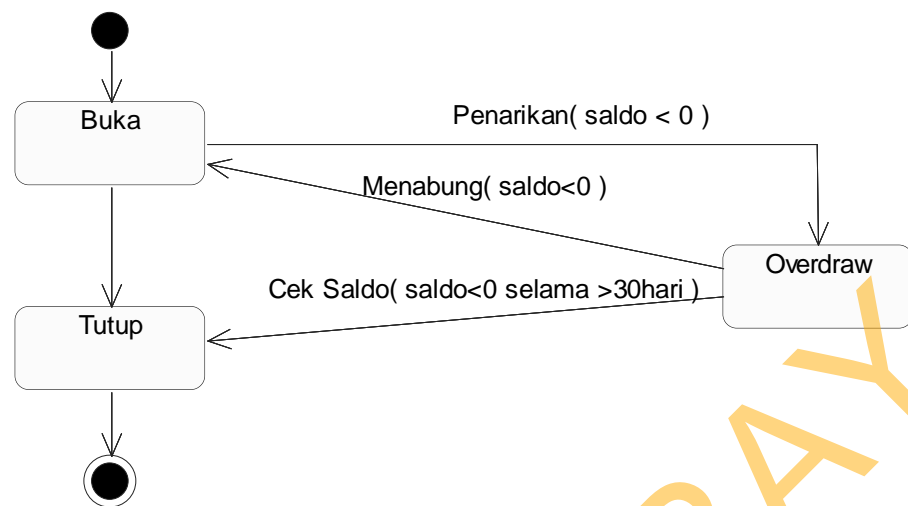 Buka
Penarikan( saldo < 0 )
Menabung( saldo<0 )
Overdraw
Cek Saldo( saldo<0 selama >30hari )
Tutup